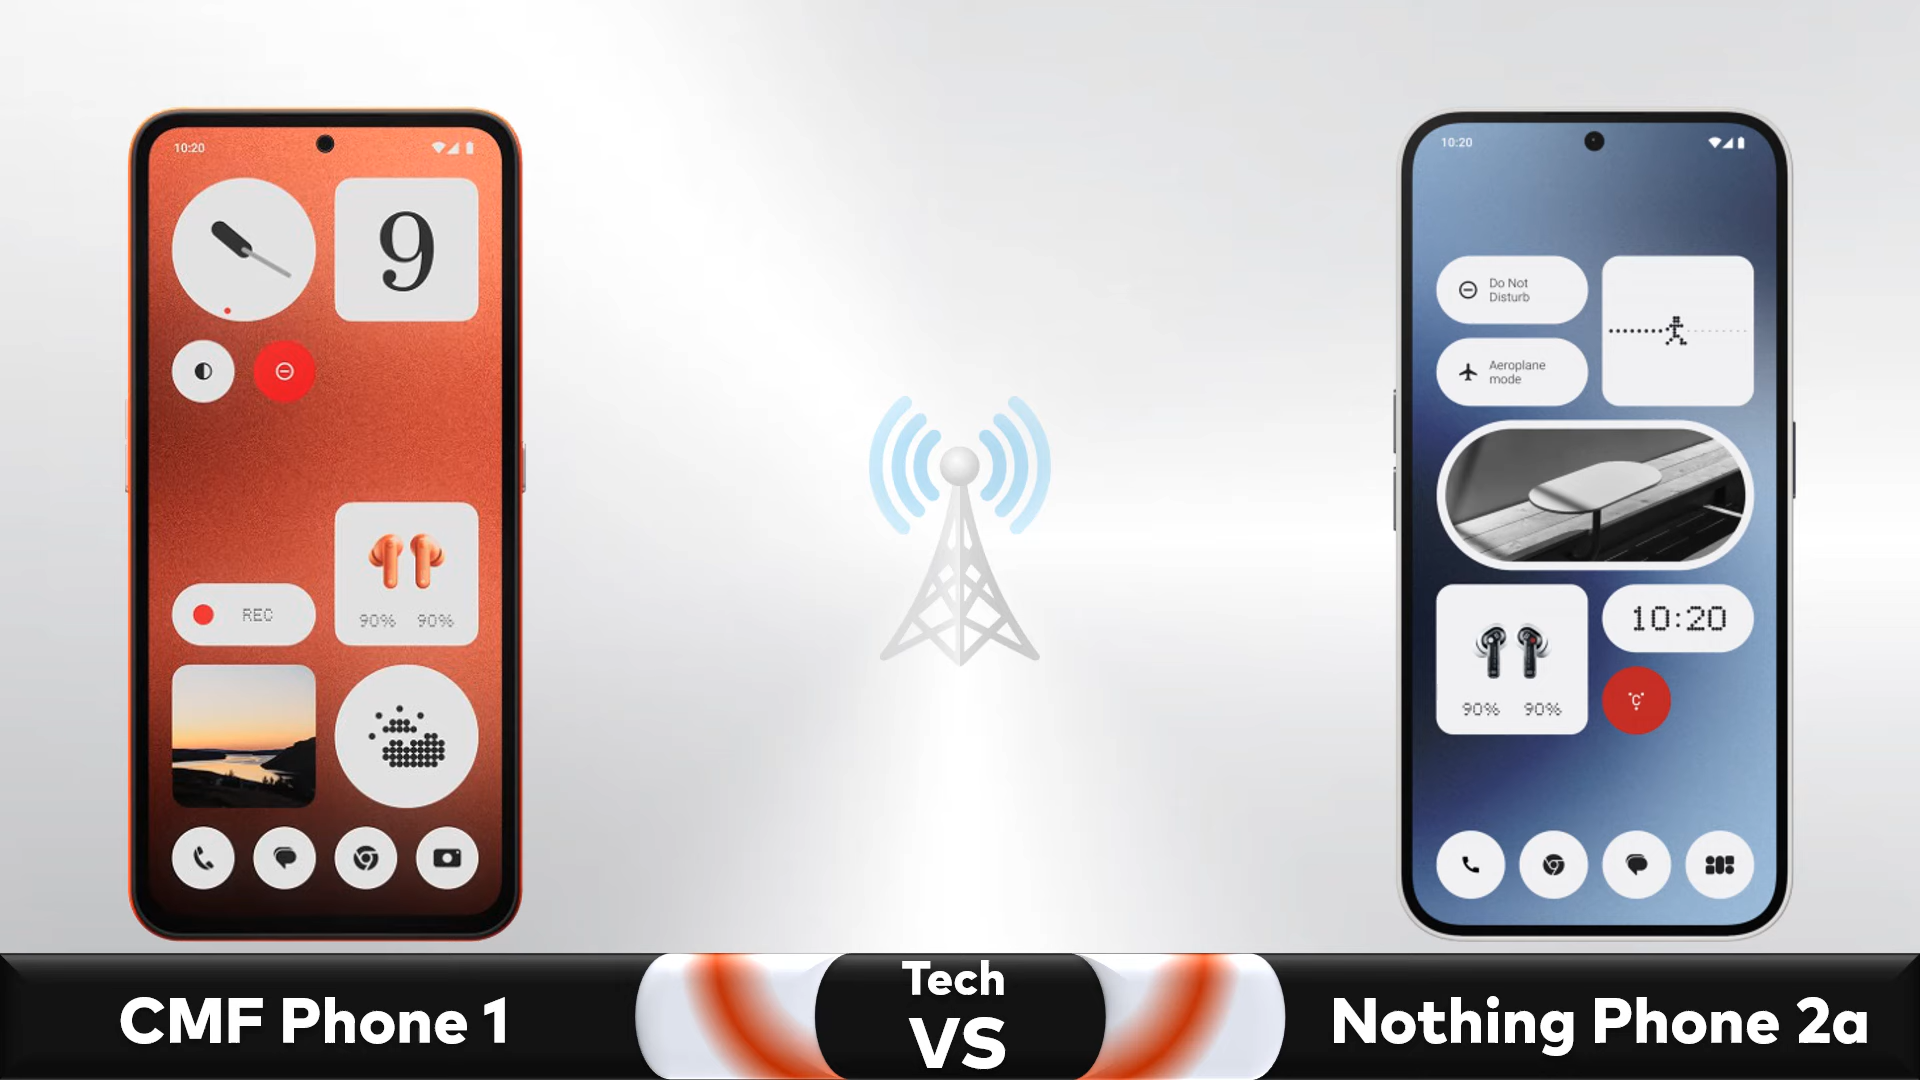 10:20
9
REC
90% 90%
10:20
Do Not
Disturb
Aeroplane
mode
90% 90%
10:20
°C
CMF Phone 1
Tech
VS
Nothing Phone 2a